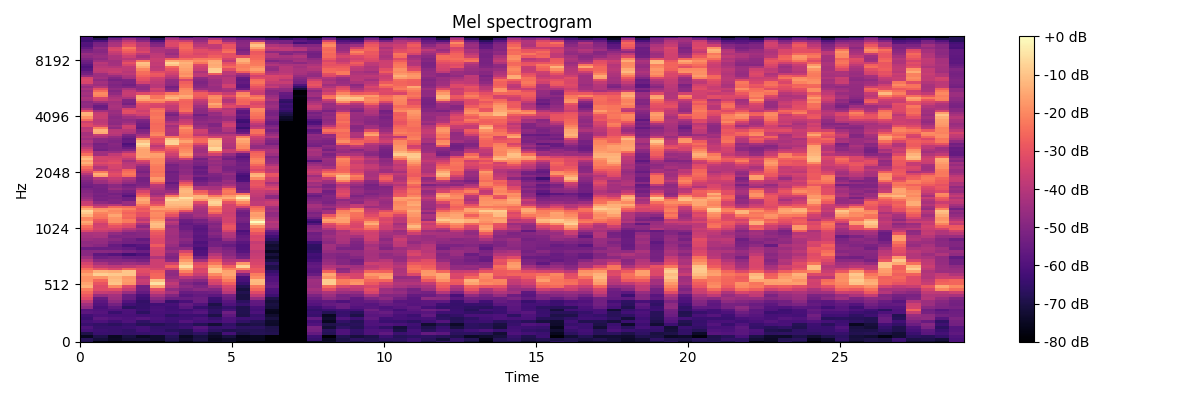 Mel spectrogram
Hz
8192
4096
2048
1024
512
0
0 5 10 15 20 25
Time
+0 dB
-10 dB
-20 dB
-30 dB
-40 dB
-50 dB
-60 dB
-70 dB
-80 dB